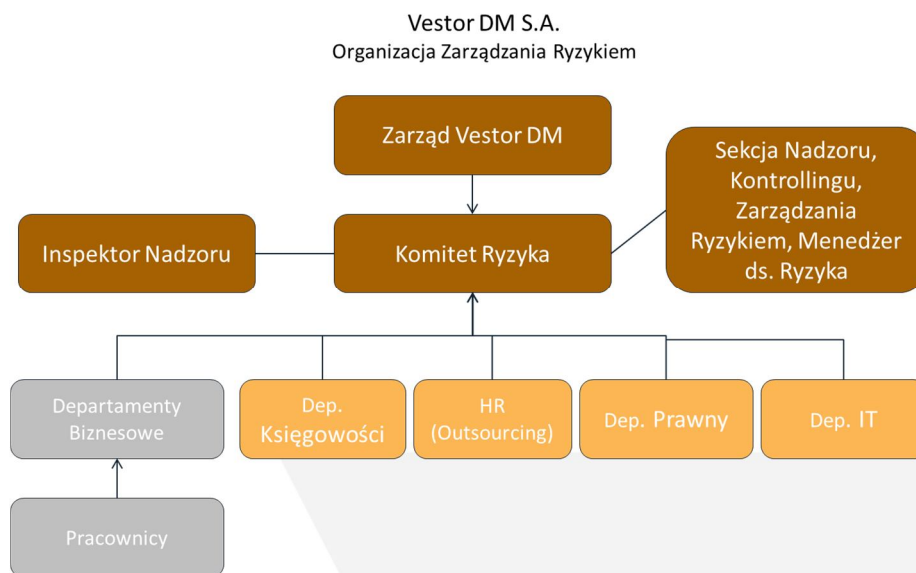 Vestor DM S.A.
Organizacja Zarządzania Ryzykiem
Zarząd Vestor DM
Sekcja Nadzoru,
Kontrollingu,
Zarządzania
Ryzykiem, Menedżer
ds. Ryzyka
Inspektor Nadzoru
Komitet Ryzyka
Departamenty
Biznesowe
Dep.
Księgowości
HR
(Outsourcing)
Dep. Prawny
Dep. IT
Pracownicy